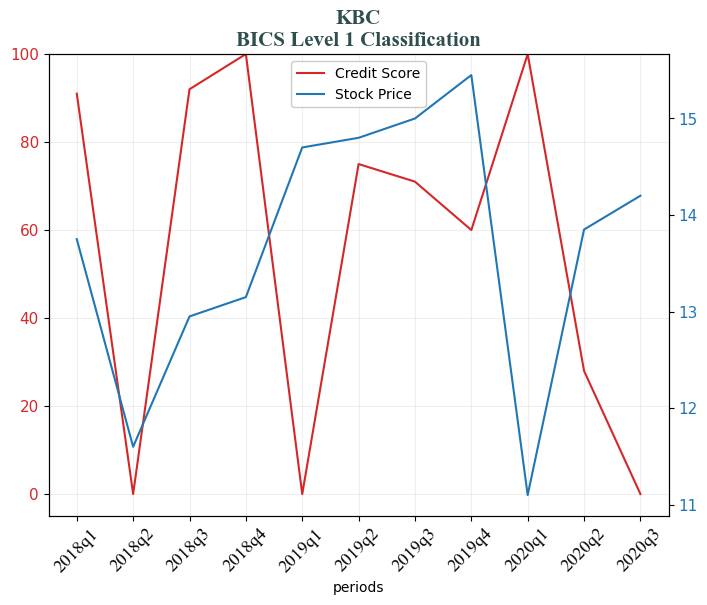 KBC
BICS Level 1 Classification
Credit Score
Stock Price
100
80
60
40
20
0
15
14
13
12
11
2018q1
2018q2
2018q3
2018q4
2019q1
2019q2
2019q3
2019q4
2020q1
2020q2
2020q3
periods